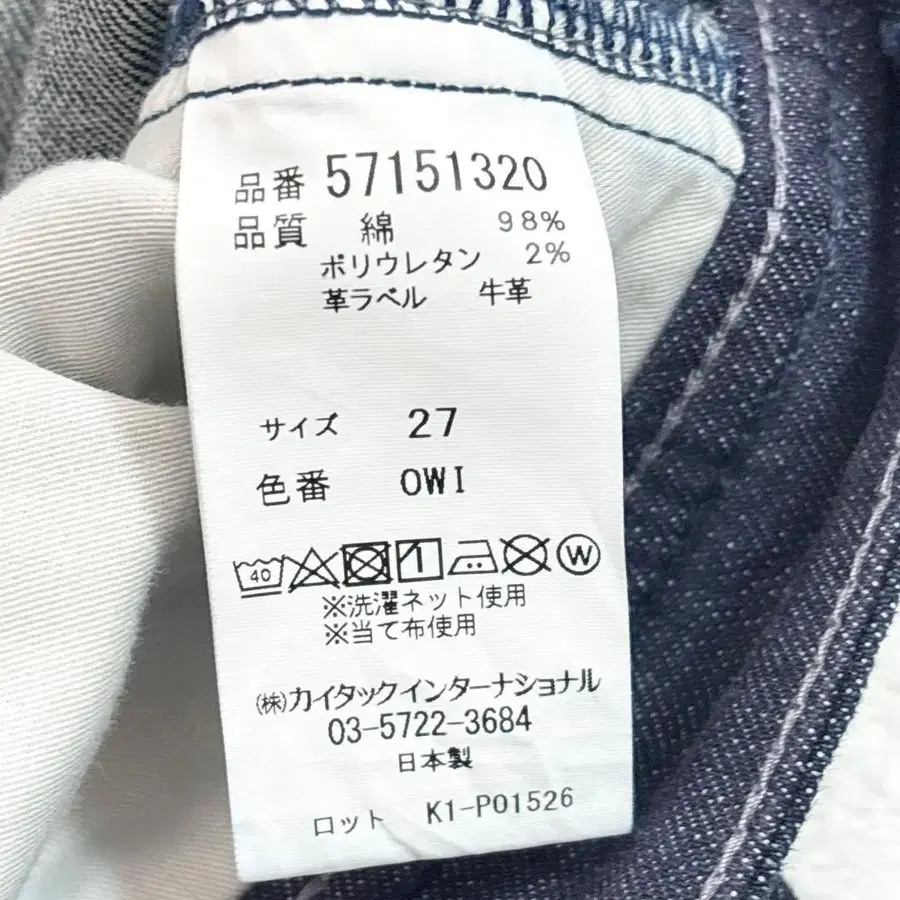 品番 57151320
品質 綿 98%
ポリウレタン 2%
革ラベル 牛革
サイズ 27
色番 OWI
40 1 W
※洗濯ネット使用
※当て布使用
㈱カイタックインターナショナル
03-5722-3684
日本製
ロット K1-P01526